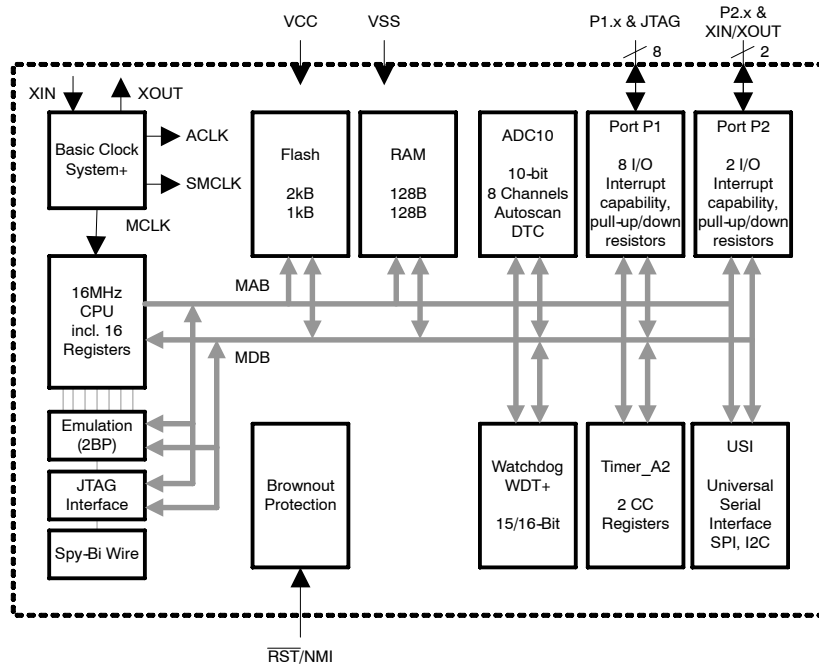 VCC
VSS
P1.x & JTAG
8
P2.x &
XIN/XOUT
2
XIN
XOUT
Basic Clock
System+
ACLK
SMCLK
MCLK
Flash
2kB
1kB
RAM
128B
128B
ADC10
10-bit
8 Channels
Autoscan
DTC
Port P1
8 I/O
Interrupt
capability,
pull-up/down
resistors
Port P2
2 I/O
Interrupt
capability,
pull-up/down
resistors
16MHz
CPU
incl. 16
Registers
MAB
MDB
Emulation
(2BP)
JTAG
Interface
Spy-Bi Wire
Brownout
Protection
Watchdog
WDT+
15/16-Bit
Timer_A2
2 CC
Registers
USI
Universal
Serial
Interface
SPI, I2C
RST/NMI